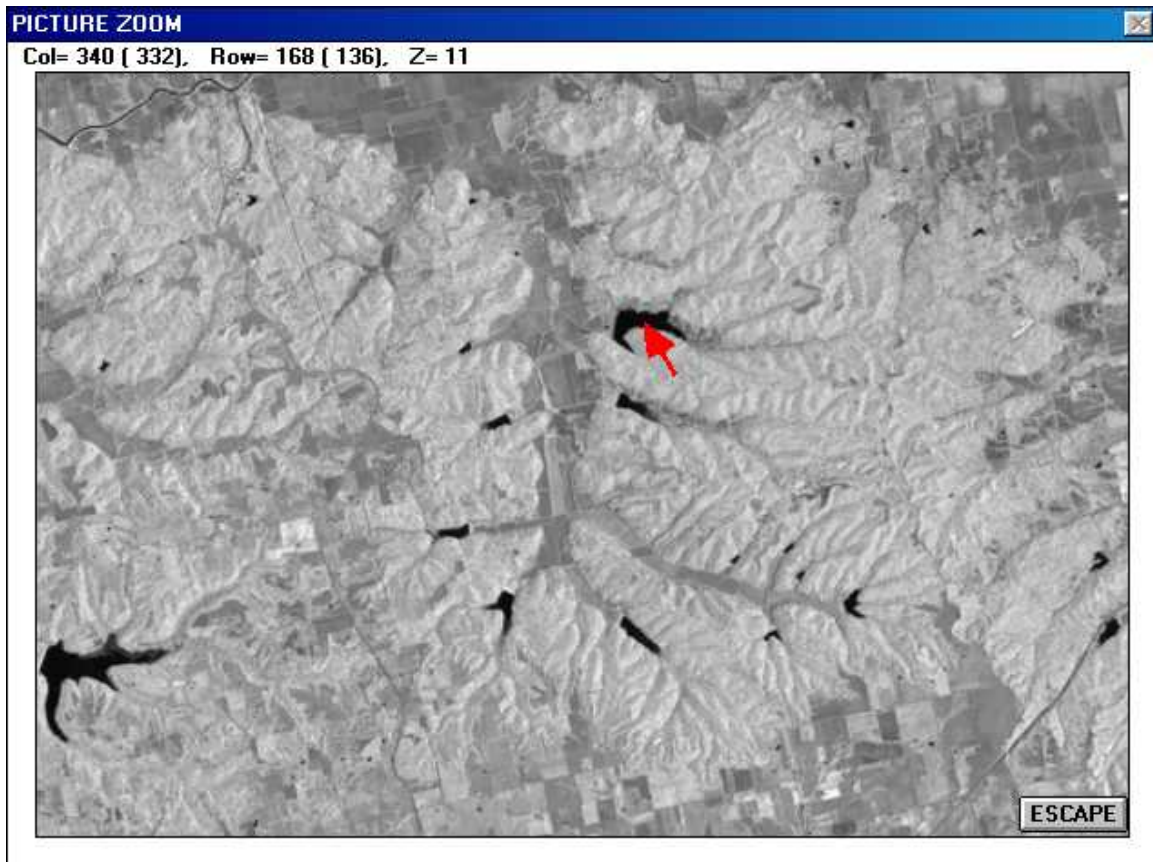 PICTURE ZOOM
Col= 340 ( 332),   Row= 168 ( 136),   Z= 11
ESCAPE